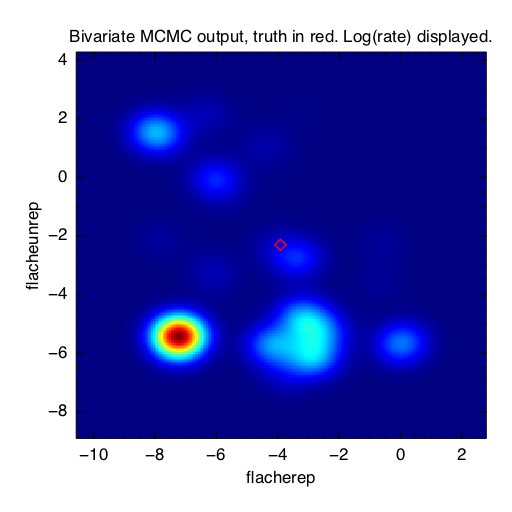 Bivariate MCMC output, truth in red. Log(rate) displayed.
4
2
0
−2
−4
−6
−8
flacheunrep
−10 −8 −6 −4 −2 0 2
flacherep